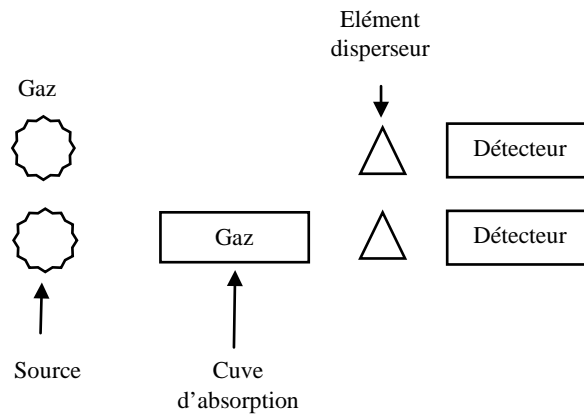 Elément
disperseur
Gaz
Détecteur
Gaz
Détecteur
Source
Cuve
d'absorption